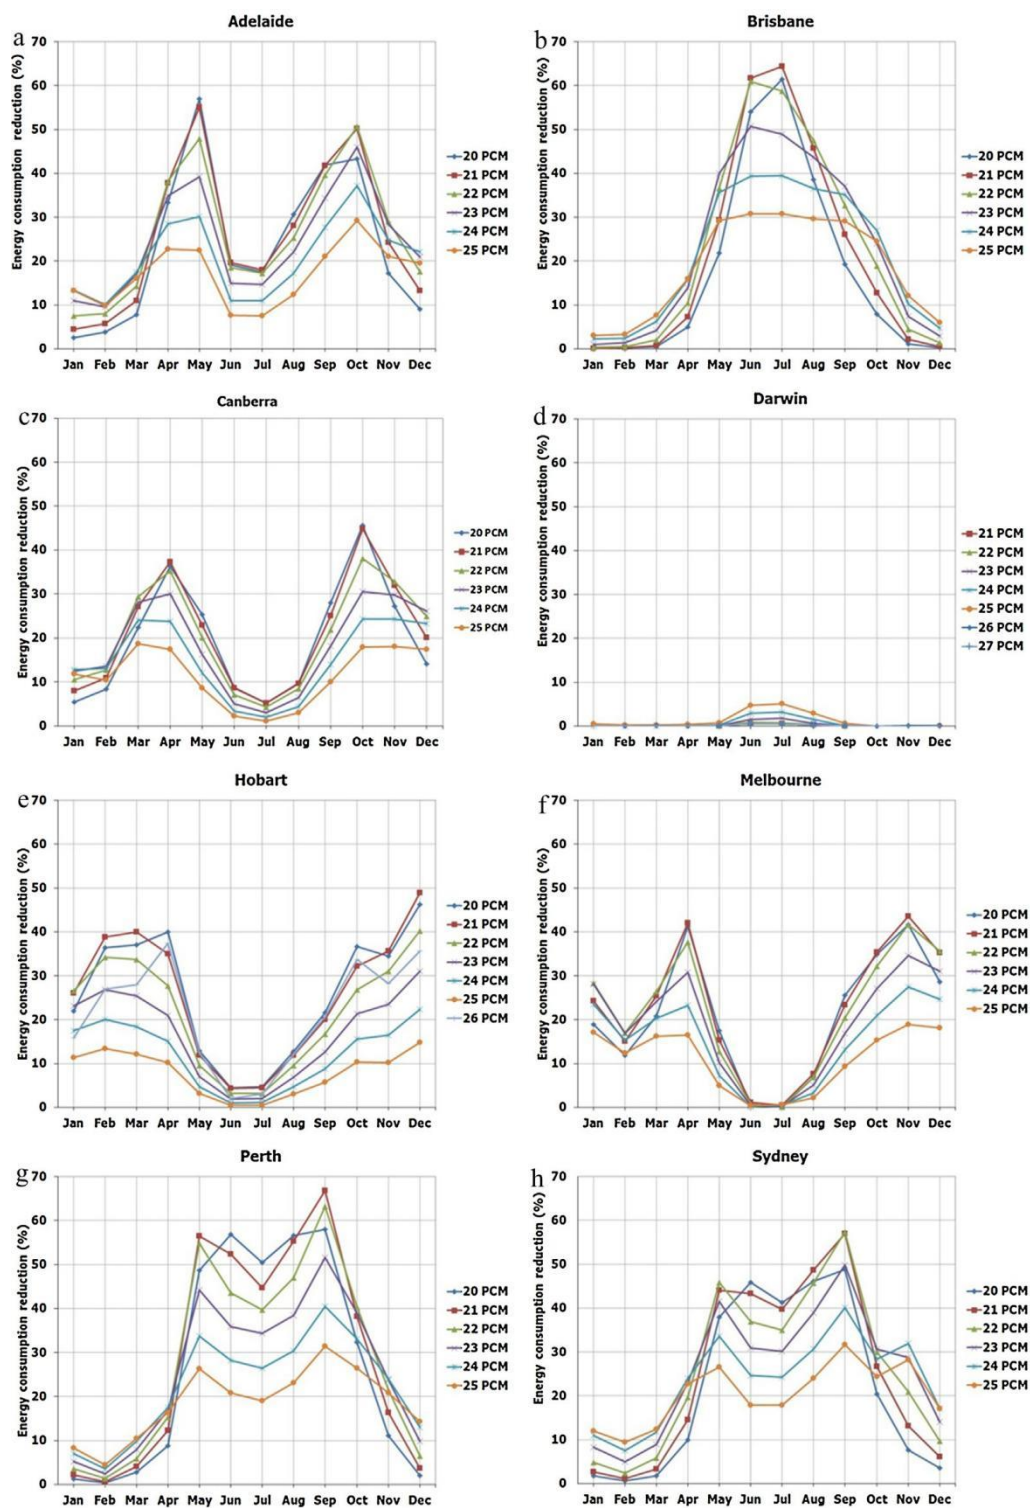 a
Adelaide
Energy consumption reduction (%)
70
60
50
40
30
20
10
0
Jan Feb Mar Apr May Jun Jul Aug Sep Oct Nov Dec
20 PCM
21 PCM
22 PCM
23 PCM
24 PCM
25 PCM
b
Brisbane
Energy consumption reduction (%)
70
60
50
40
30
20
10
0
Jan Feb Mar Apr May Jun Jul Aug Sep Oct Nov Dec
20 PCM
21 PCM
22 PCM
23 PCM
24 PCM
25 PCM
c
Canberra
Energy consumption reduction (%)
70
60
50
40
30
20
10
0
Jan Feb Mar Apr May Jun Jul Aug Sep Oct Nov Dec
20 PCM
21 PCM
22 PCM
23 PCM
24 PCM
25 PCM
d
Darwin
Energy consumption reduction (%)
70
60
50
40
30
20
10
0
Jan Feb Mar Apr May Jun Jul Aug Sep Oct Nov Dec
21 PCM
22 PCM
23 PCM
24 PCM
25 PCM
26 PCM
27 PCM
e
Hobart
Energy consumption reduction (%)
70
60
50
40
30
20
10
0
Jan Feb Mar Apr May Jun Jul Aug Sep Oct Nov Dec
20 PCM
21 PCM
22 PCM
23 PCM
24 PCM
25 PCM
26 PCM
f
Melbourne
Energy consumption reduction (%)
70
60
50
40
30
20
10
0
Jan Feb Mar Apr May Jun Jul Aug Sep Oct Nov Dec
20 PCM
21 PCM
22 PCM
23 PCM
24 PCM
25 PCM
g
Perth
Energy consumption reduction (%)
70
60
50
40
30
20
10
0
Jan Feb Mar Apr May Jun Jul Aug Sep Oct Nov Dec
20 PCM
21 PCM
22 PCM
23 PCM
24 PCM
25 PCM
h
Sydney
Energy consumption reduction (%)
70
60
50
40
30
20
10
0
Jan Feb Mar Apr May Jun Jul Aug Sep Oct Nov Dec
20 PCM
21 PCM
22 PCM
23 PCM
24 PCM
25 PCM